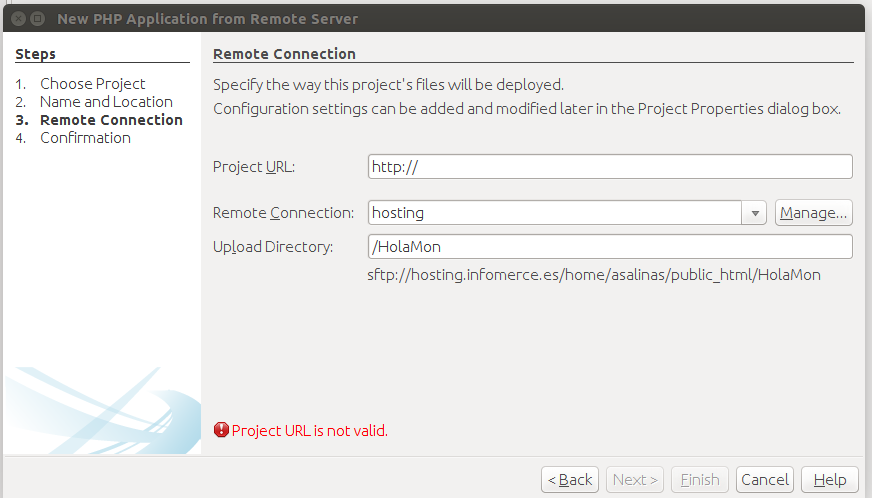 New PHP Application from Remote Server
Steps
1. Choose Project
2. Name and Location
3. Remote Connection
4. Confirmation
Remote Connection
Specify the way this project's files will be deployed.
Configuration settings can be added and modified later in the Project Properties dialog box.
Project URL: http://
Remote Connection: hosting Manage...
Upload Directory: /HolaMon
sftp://hosting.infomerce.es/home/asalinas/public_html/HolaMon
Project URL is not valid.
< Back Next > Finish Cancel Help